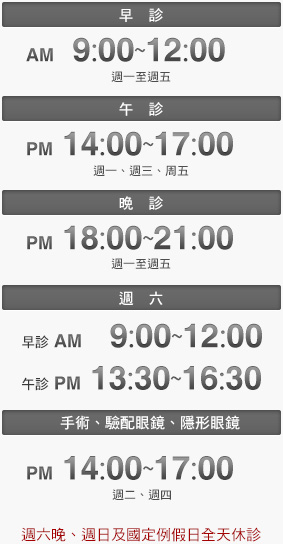 早 診
AM 9:00~12:00
週一至週五
午 診
PM 14:00~17:00
週一、週三、周五
晚 診
PM 18:00~21:00
週一至週五
週 六
早診 AM 9:00~12:00
午診 PM 13:30~16:30
手術、驗配眼鏡、隱形眼鏡
PM 14:00~17:00
週二、週四
週六晚、週日及國定例假日全天休診